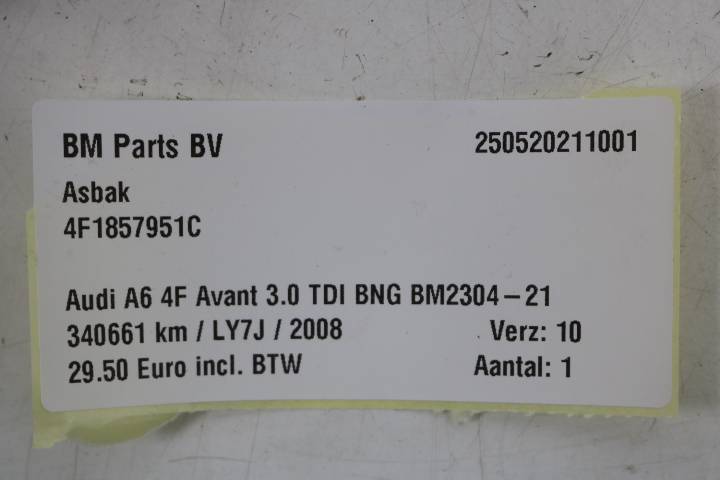 BM Parts BV 250520211001
Asbak
4F1857951C
Audi A6 4F Avant 3.0 TDI BNG BM2304-21
340661 km / LY7J / 2008 Verz: 10
29.50 Euro incl. BTW Aantal: 1